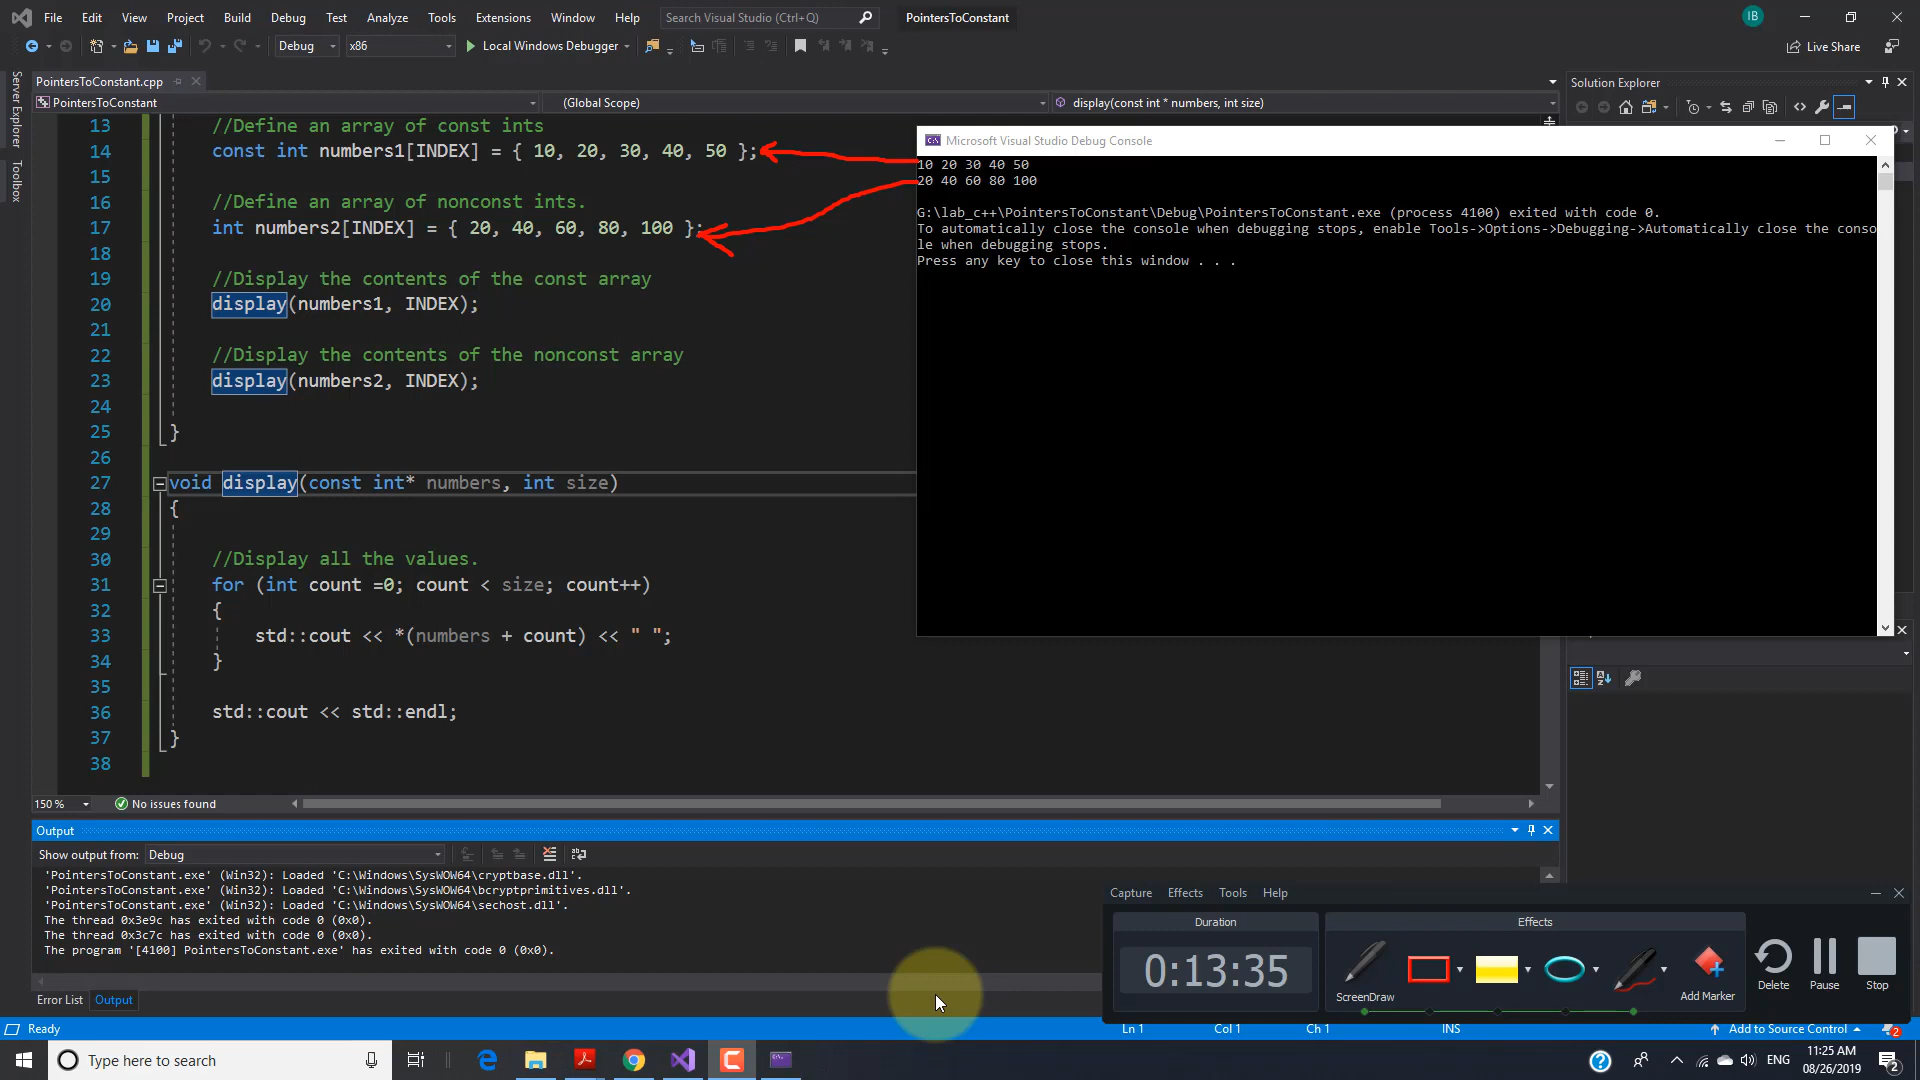 File Edit View Project Build Debug Test Analyze Tools Extensions Window Help Search Visual Studio (Ctrl+Q) PointersToConstant IB
Debug x86 Local Windows Debugger Live Share
PointersToConstant.cpp
PointersToConstant (Global Scope) display(const int * numbers, int size)
Server Explorer
Toolbox
13 //Define an array of const ints
14 const int numbers1[INDEX] = { 10, 20, 30, 40, 50 };
15
16 //Define an array of nonconst ints.
17 int numbers2[INDEX] = { 20, 40, 60, 80, 100 };
18
19 //Display the contents of the const array
20 display(numbers1, INDEX);
21
22 //Display the contents of the nonconst array
23 display(numbers2, INDEX);
24
25 }
26
27 void display(const int* numbers, int size)
28 {
29
30 //Display all the values.
31 for (int count =0; count < size; count++)
32 {
33 std::cout << *(numbers + count) << " ";
34 }
35
36 std::cout << std::endl;
37 }
38
150 % No issues found
Solution Explorer
Microsoft Visual Studio Debug Console
10 20 30 40 50
20 40 60 80 100
G:\lab_c++\PointersToConstant\Debug\PointersToConstant.exe (process 4100) exited with code 0.
To automatically close the console when debugging stops, enable Tools->Options->Debugging->Automatically close the conso
le when debugging stops.
Press any key to close this window . . .
Output
Show output from: Debug
'PointersToConstant.exe' (Win32): Loaded 'C:\Windows\SysWOW64\cryptbase.dll'.
'PointersToConstant.exe' (Win32): Loaded 'C:\Windows\SysWOW64\bcryptprimitives.dll'.
'PointersToConstant.exe' (Win32): Loaded 'C:\Windows\SysWOW64\sechost.dll'.
The thread 0x3e9c has exited with code 0 (0x0).
The thread 0x3c7c has exited with code 0 (0x0).
The program '[4100] PointersToConstant.exe' has exited with code 0 (0x0).
Error List Output
Capture Effects Tools Help
Duration
0:13:35
Effects
ScreenDraw
Add Marker
Delete Pause Stop
Ready Ln 1 Col 1 Ch 1 INS Add to Source Control 2
Type here to search
ENG
11:25 AM
08/26/2019
2